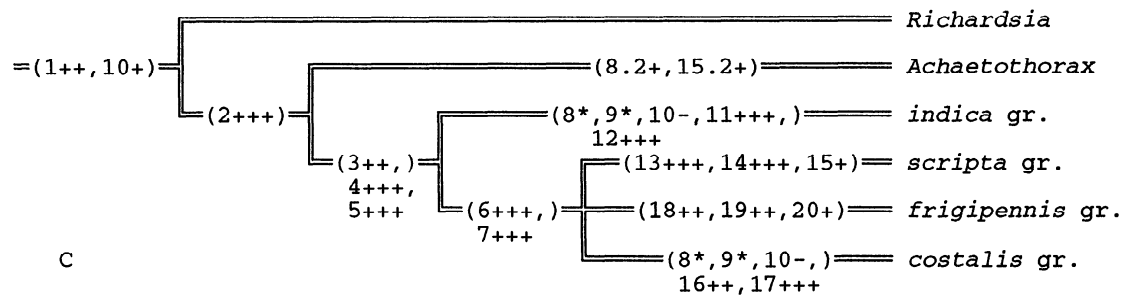 Richardsia
=(1++,10+)
(8.2+,15.2+) Achaetothorax
(2+++)
(8*,9*,10-,11+++,) indica gr.
12+++
(3++,) (13+++,14+++,15+) scripta gr.
4+++,
5+++ (6+++,) (18++,19++,20+) frigipennis gr.
7+++
C (8*,9*,10-,) costalis gr.
16++,17+++